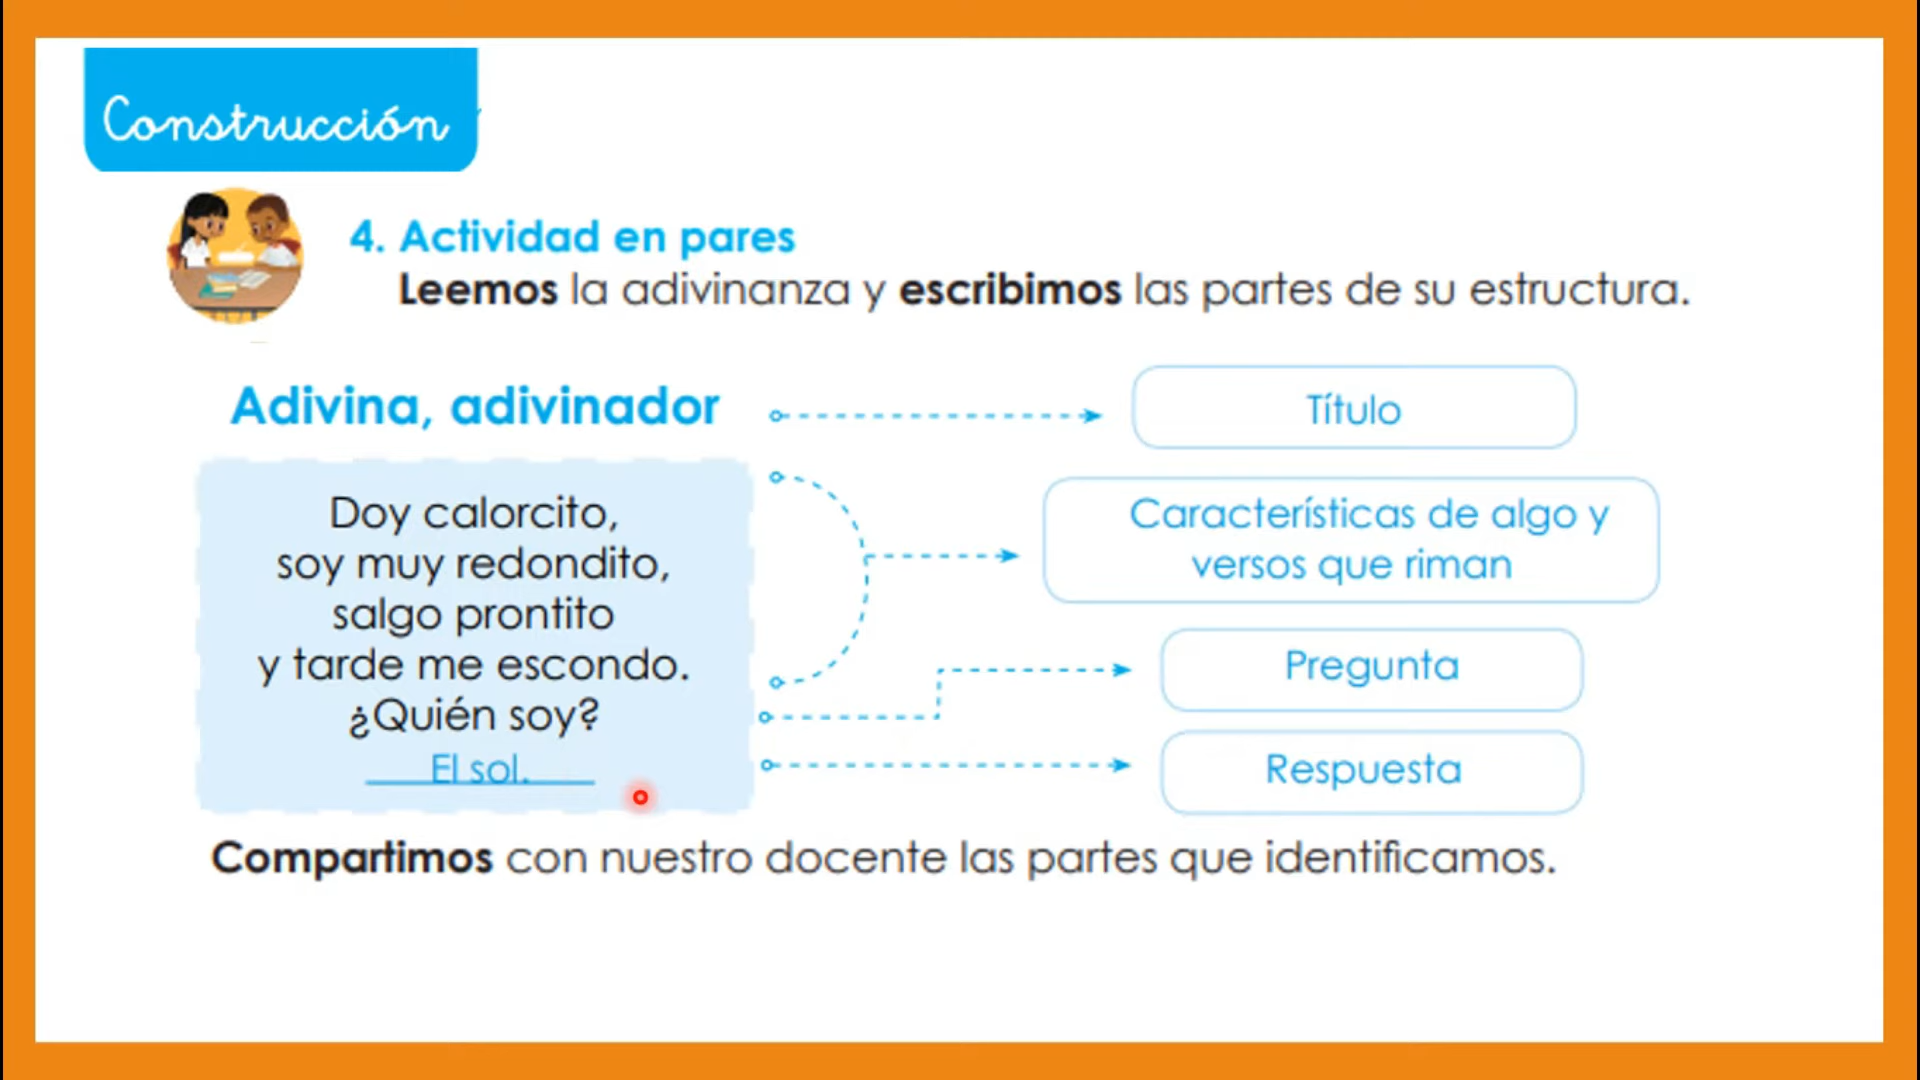 Construcción
4. Actividad en pares
Leemos la adivinanza y escribimos las partes de su estructura.
Adivina, adivinador
Título
Doy calorcito,
soy muy redondito,
salgo prontito
y tarde me escondo.
¿Quién soy?
El sol.
Características de algo y
versos que riman
Pregunta
Respuesta
Compartimos con nuestro docente las partes que identificamos.